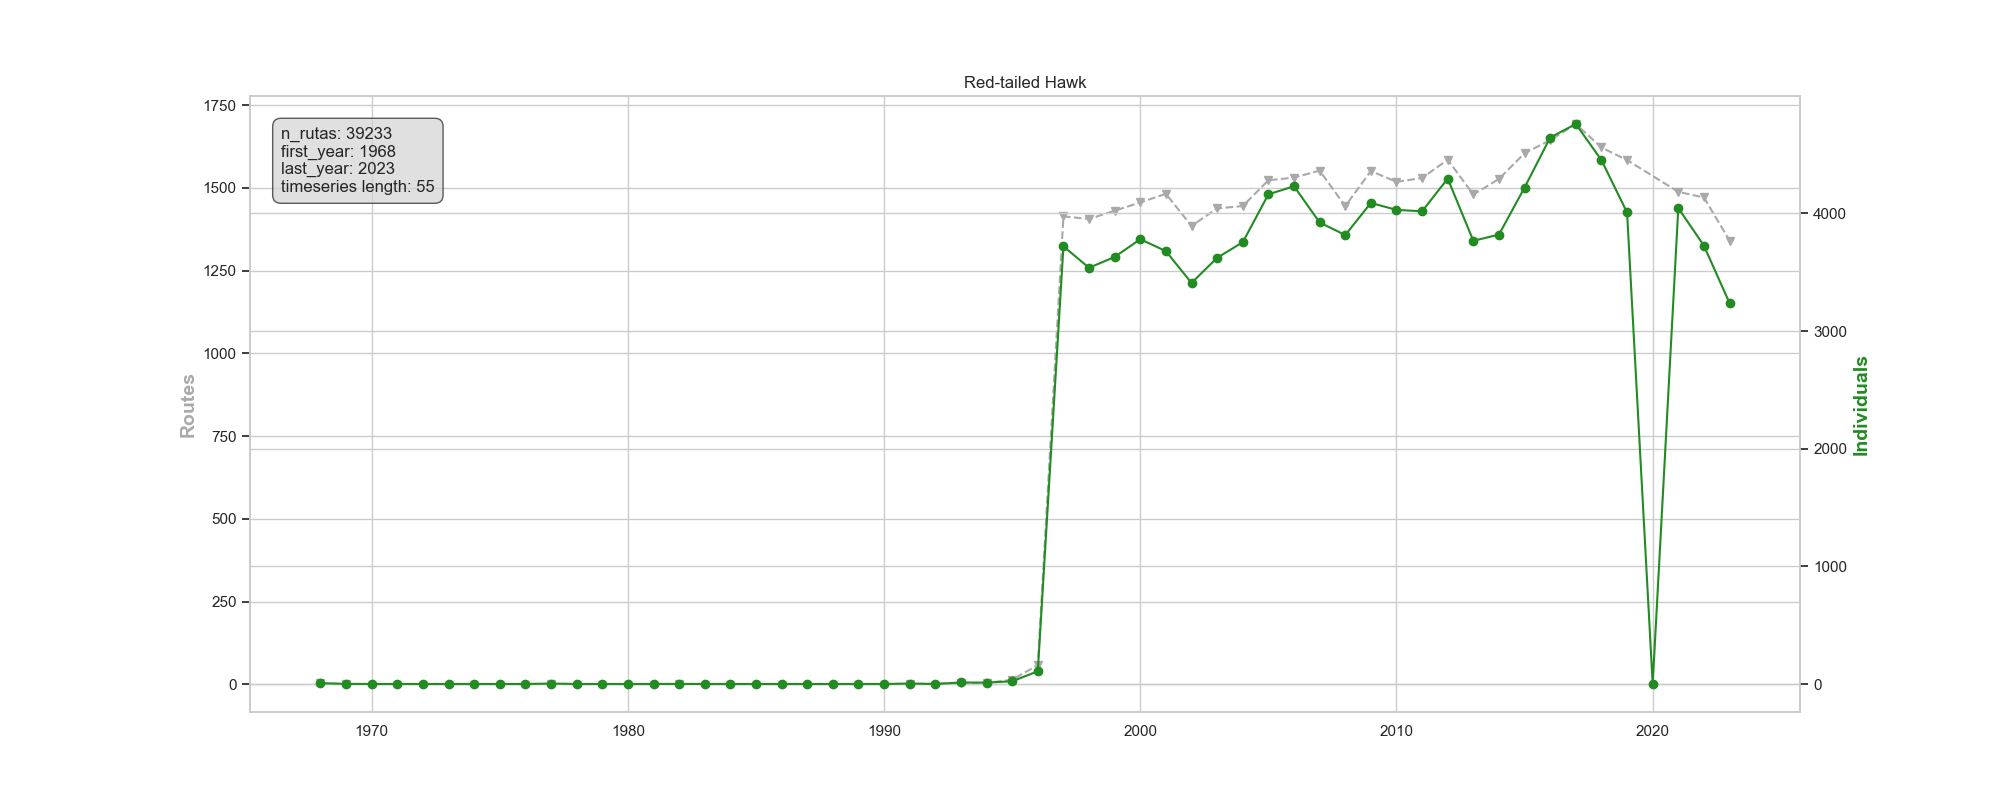 Red-tailed Hawk
n_rutas: 39233
first_year: 1968
last_year: 2023
timeseries length: 55
1750
1500
1250
1000
750
500
250
0
Routes
4000
3000
2000
1000
0
Individuals
1970
1980
1990
2000
2010
2020